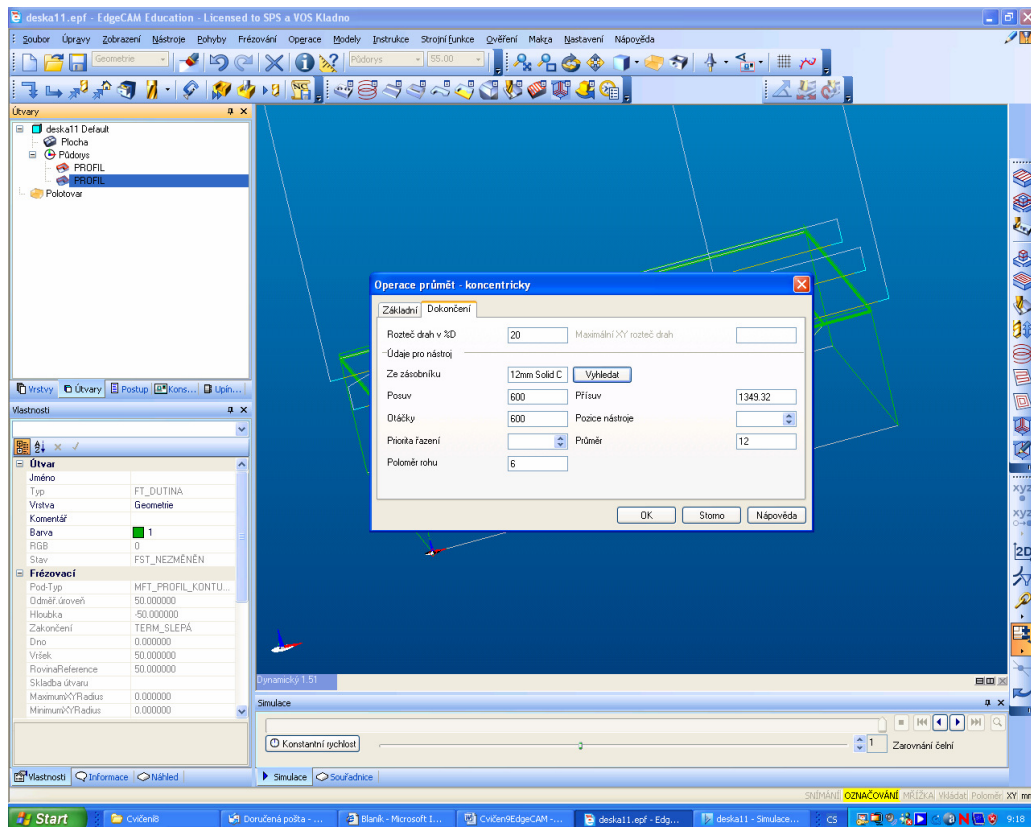 deska11.epf - EdgeCAM Education - Licensed to SPS a VOS Kladno
Soubor Úpravy Zobrazení Nástroje Pohyby Frézování Operace Modely Instrukce Strojní funkce Ověření Makra Nastavení Nápověda
Geometrie Půdorys 55.00
Útvary
deska11 Default
Plocha
Půdorys
PROFIL
PROFIL
Polotovar
Vrstvy Útvary Postup Kons... Upín...
Vlastnosti
Útvar
Jméno
Typ FT_DUTINA
Vrstva Geometrie
Komentář
Barva 1
RGB 0
Stav FST_NEZMĚNĚN
Frézovací
Pod-Typ MFT_PROFIL_KONTU...
Odměř.úroveň 50.000000
Hloubka -50.000000
Zakončení TERM_SLEPÁ
Dno 0.000000
Vršek 50.000000
RovinaReference 50.000000
Skladba útvaru
MaximumXYRadius 0.000000
MinimumXYRadius 0.000000
Vlastnosti Informace Náhled
Operace průmět - koncentricky
Základní Dokončení
Rozteč drah v %D 20 Maximální XY rozteč drah
Údaje pro nástroj
Ze zásobníku 12mm Solid C Vyhledat
Posuv 600 Přísuv 1349.32
Otáčky 600 Pozice nástroje
Priorita řazení Průměr 12
Poloměr rohu 6
OK Storno Nápověda
Dynamický 1.51
Simulace
Konstantní rychlost 1 Zarovnání čelní
Simulace Souřadnice
xyz
xyz
2D
SNÍMÁNÍ OZNAČOVÁNÍ MŘÍŽKA Vkládat Poloměr XY mm
Start Cvičení8 Doručená pošta - ... Blaník - Microsoft I... Cvičen9EdgeCAM -... deska11.epf - Edg... deska11 - Simulace... CS 9:18